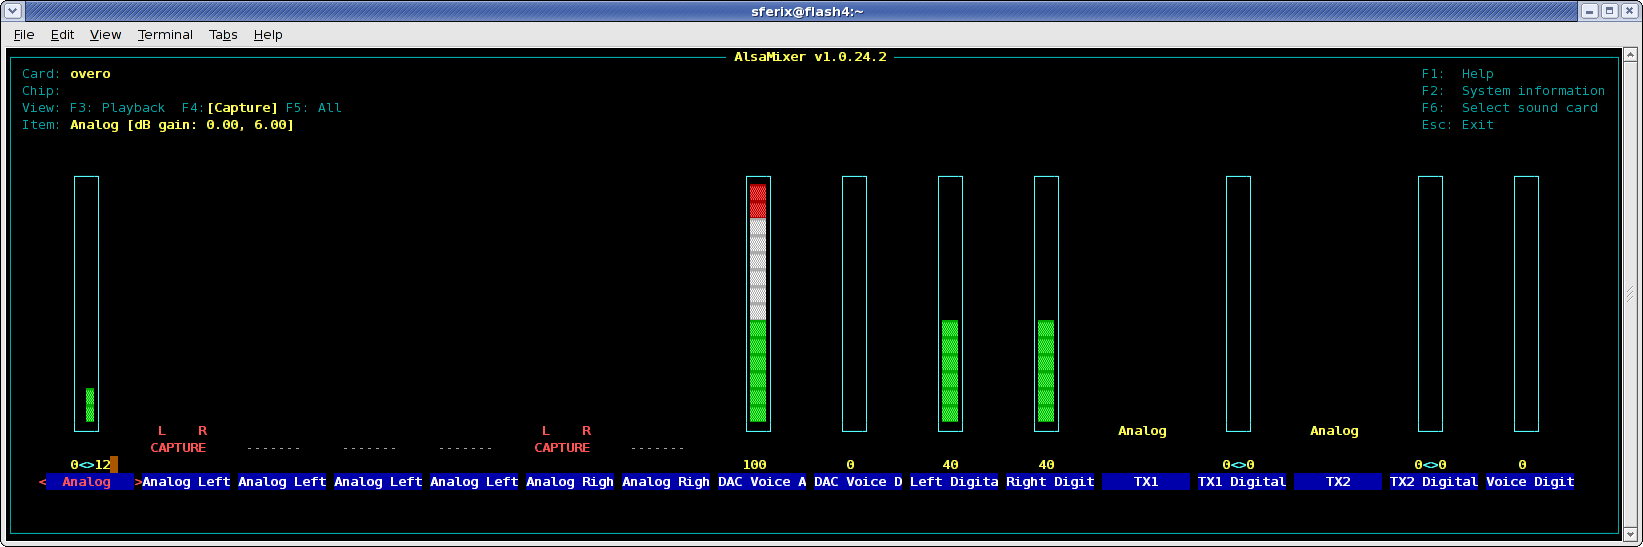 sferix@flash4:~
File Edit View Terminal Tabs Help
AlsaMixer v1.0.24.2
Card: overo F1: Help
Chip: F2: System information
View: F3: Playback F4:[Capture] F5: All F6: Select sound card
Item: Analog [dB gain: 0.00, 6.00] Esc: Exit
L R L R Analog Analog
CAPTURE ------- ------- ------- CAPTURE -------
0<>12 100 0 40 40 0<>0 0<>0 0
< Analog >Analog Left Analog Left Analog Left Analog Left Analog Righ Analog Righ DAC Voice A DAC Voice D Left Digita Right Digit TX1 TX1 Digital TX2 TX2 Digital Voice Digit